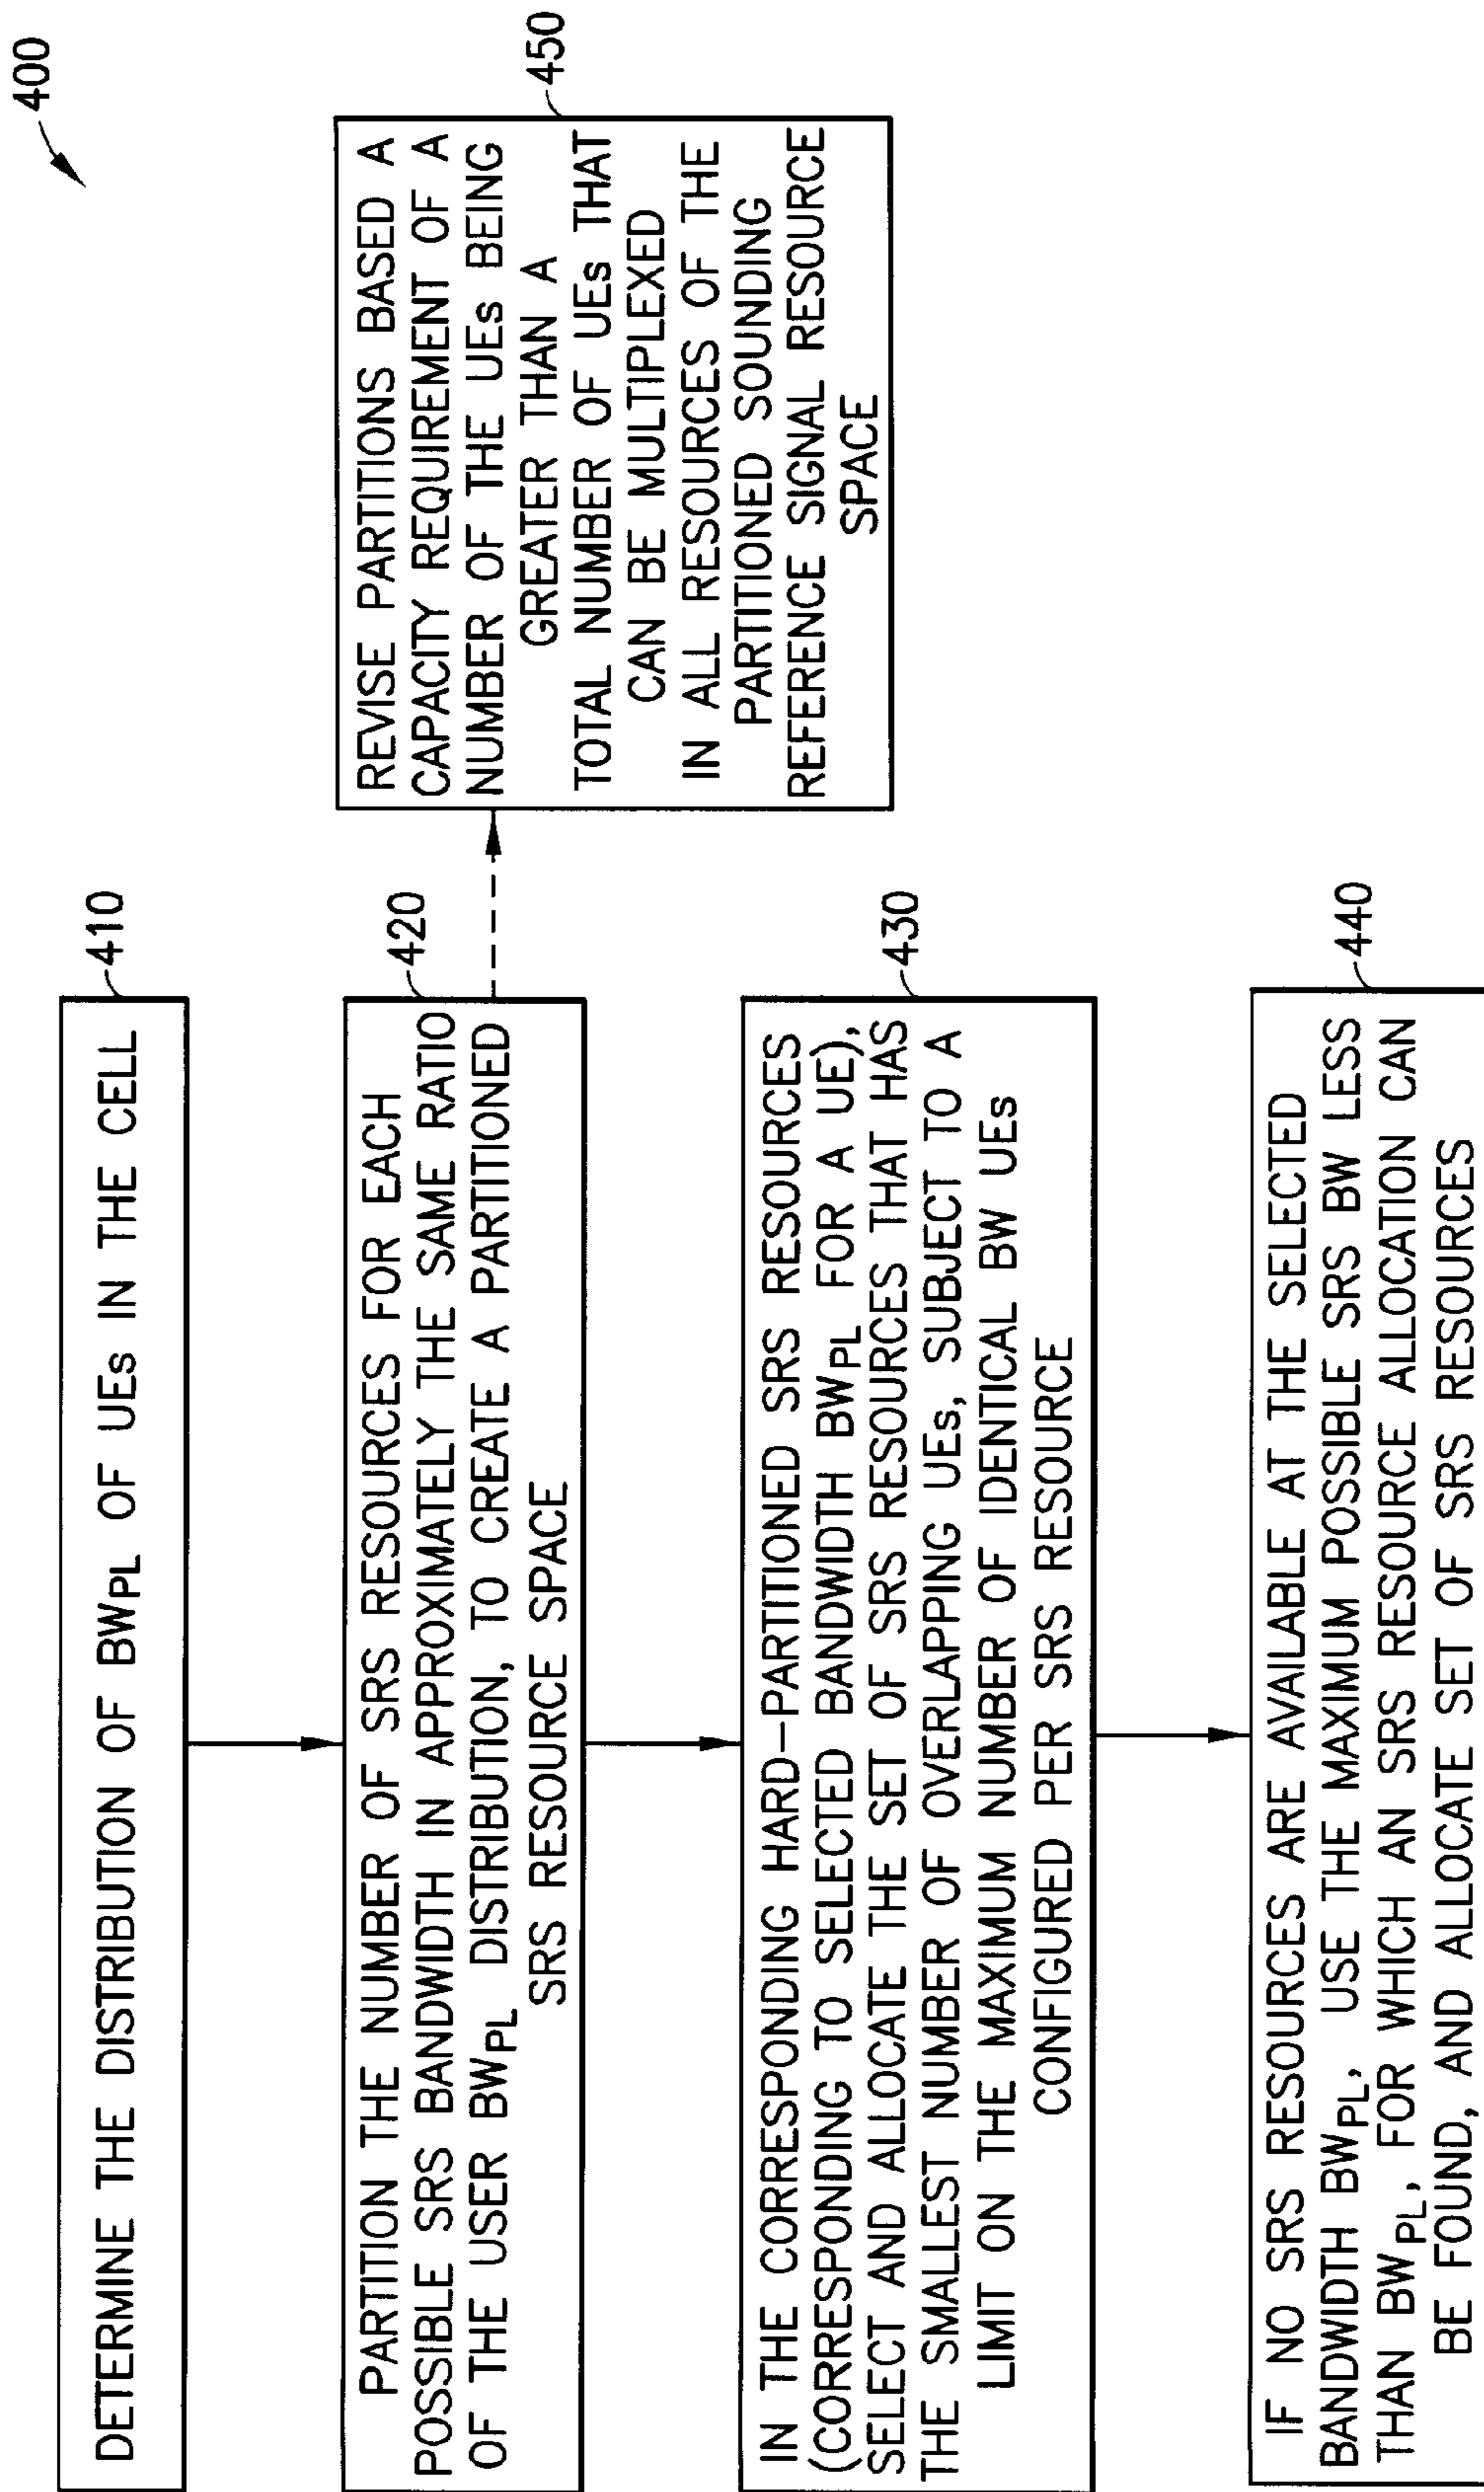 400
DETERMINE THE DISTRIBUTION OF BWPL OF UEs IN THE CELL
410
PARTITION THE NUMBER OF SRS RESOURCES FOR EACH
POSSIBLE SRS BANDWIDTH IN APPROXIMATELY THE SAME RATIO
OF THE USER BWPL DISTRIBUTION, TO CREATE A PARTITIONED
SRS RESOURCE SPACE
420
REVISE PARTITIONS BASED A
CAPACITY REQUIREMENT OF A
NUMBER OF THE UEs BEING
GREATER THAN A
TOTAL NUMBER OF UEs THAT
CAN BE MULTIPLEXED
IN ALL RESOURCES OF THE
PARTITIONED SOUNDING
REFERENCE SIGNAL RESOURCE
SPACE
450
IN THE CORRESPONDING HARD-PARTITIONED SRS RESOURCES
(CORRESPONDING TO SELECTED BANDWIDTH BWPL FOR A UE),
SELECT AND ALLOCATE THE SET OF SRS RESOURCES THAT HAS
THE SMALLEST NUMBER OF OVERLAPPING UEs, SUBJECT TO A
LIMIT ON THE MAXIMUM NUMBER OF IDENTICAL BW UEs
CONFIGURED PER SRS RESOURCE
430
IF NO SRS RESOURCES ARE AVAILABLE AT THE SELECTED
BANDWIDTH BWPL, USE THE MAXIMUM POSSIBLE SRS BW LESS
THAN BWPL, FOR WHICH AN SRS RESOURCE ALLOCATION CAN
BE FOUND, AND ALLOCATE SET OF SRS RESOURCES
440